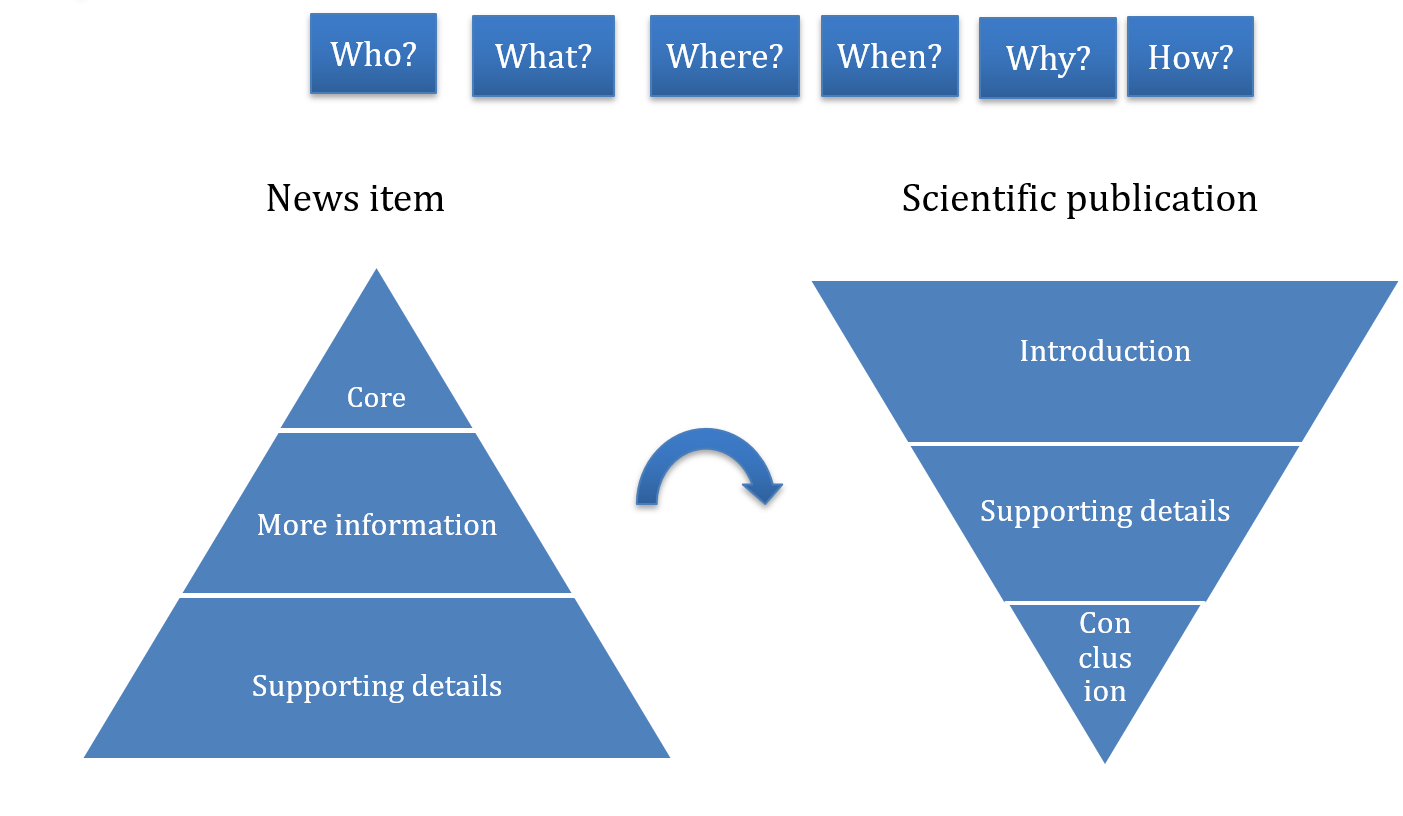 Who?
What?
Where?
When?
Why?
How?
News item
Scientific publication
Core
More information
Supporting details
Introduction
Supporting details
Con
clus
ion